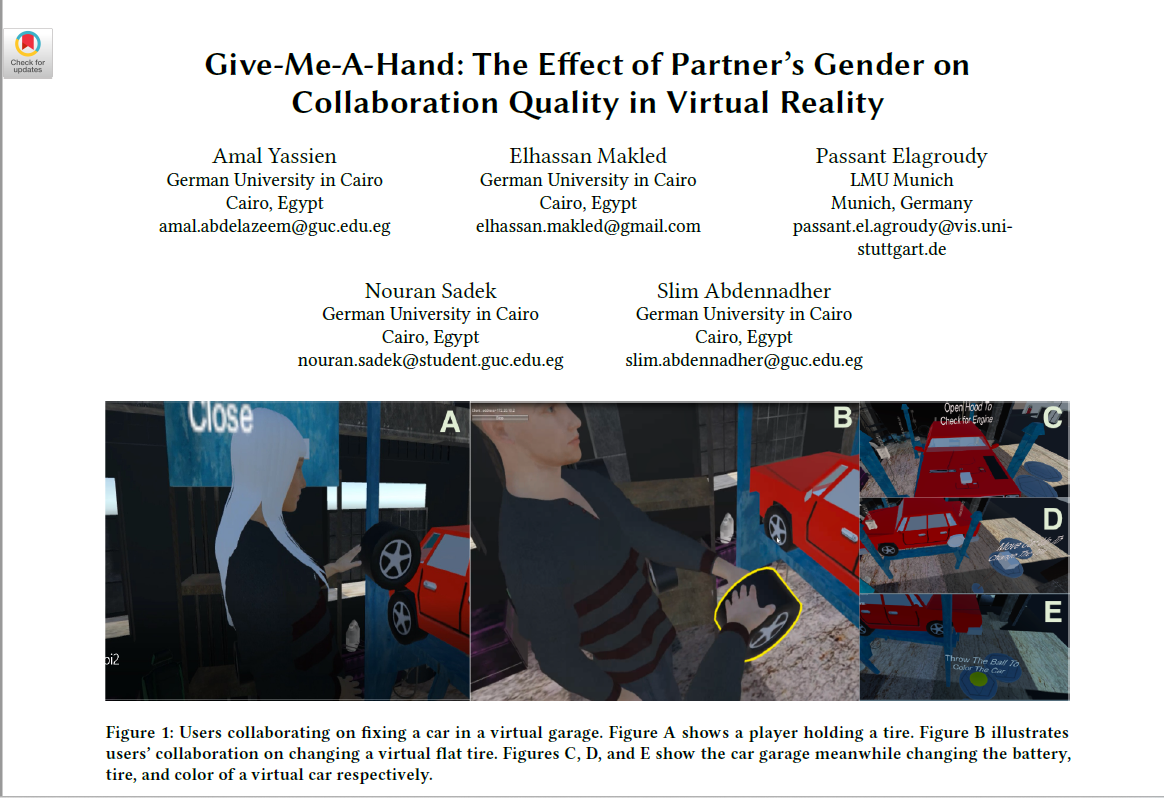 Check for
updates
Give-Me-A-Hand: The Effect of Partner's Gender on
Collaboration Quality in Virtual Reality
Amal Yassien
German University in Cairo
Cairo, Egypt
amal.abdelazeem@guc.edu.eg
Elhassan Makled
German University in Cairo
Cairo, Egypt
elhassan.makled@gmail.com
Passant Elagroudy
LMU Munich
Munich, Germany
passant.el.agroudy@vis.uni-
stuttgart.de
Nouran Sadek
German University in Cairo
Cairo, Egypt
nouran.sadek@student.guc.edu.eg
Slim Abdennadher
German University in Cairo
Cairo, Egypt
slim.abdennadher@guc.edu.eg
Close
A
B
Open Hood To
Check for Engine
C
D
Move
E
Throw The Ball To
Color The Car
Figure 1: Users collaborating on fixing a car in a virtual garage. Figure A shows a player holding a tire. Figure B illustrates
users' collaboration on changing a virtual flat tire. Figures C, D, and E show the car garage meanwhile changing the battery,
tire, and color of a virtual car respectively.